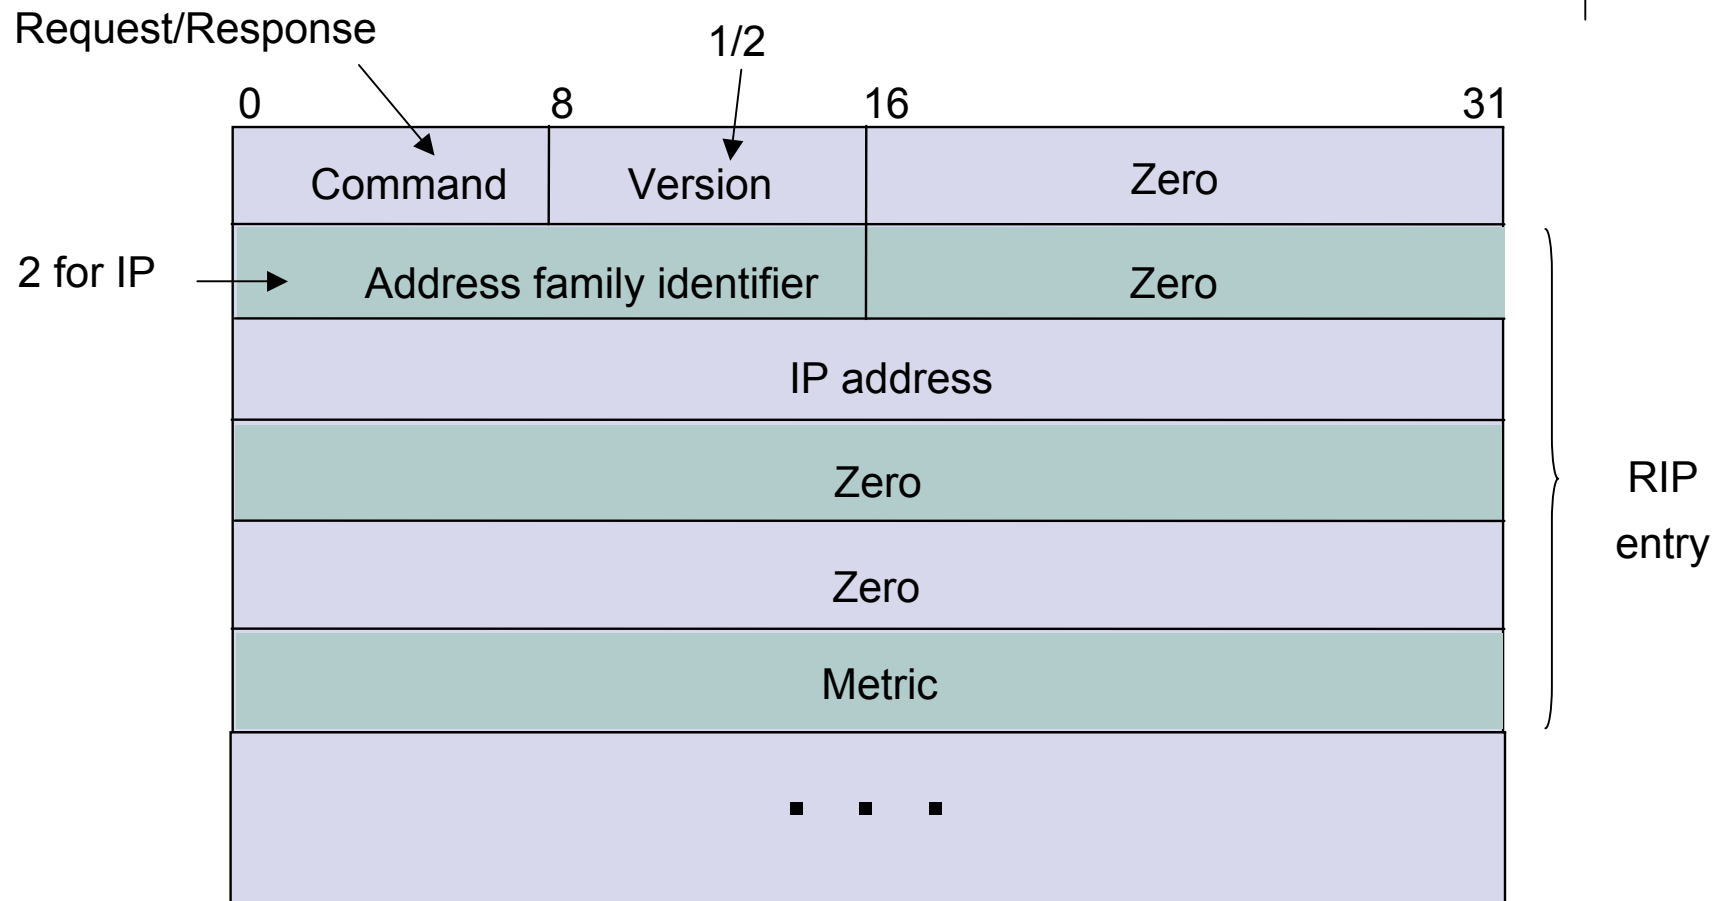 Request/Response
1/2
0 8 16 31
Command Version Zero
2 for IP Address family identifier Zero
IP address
Zero
RIP
entry
Zero
Metric
. . .